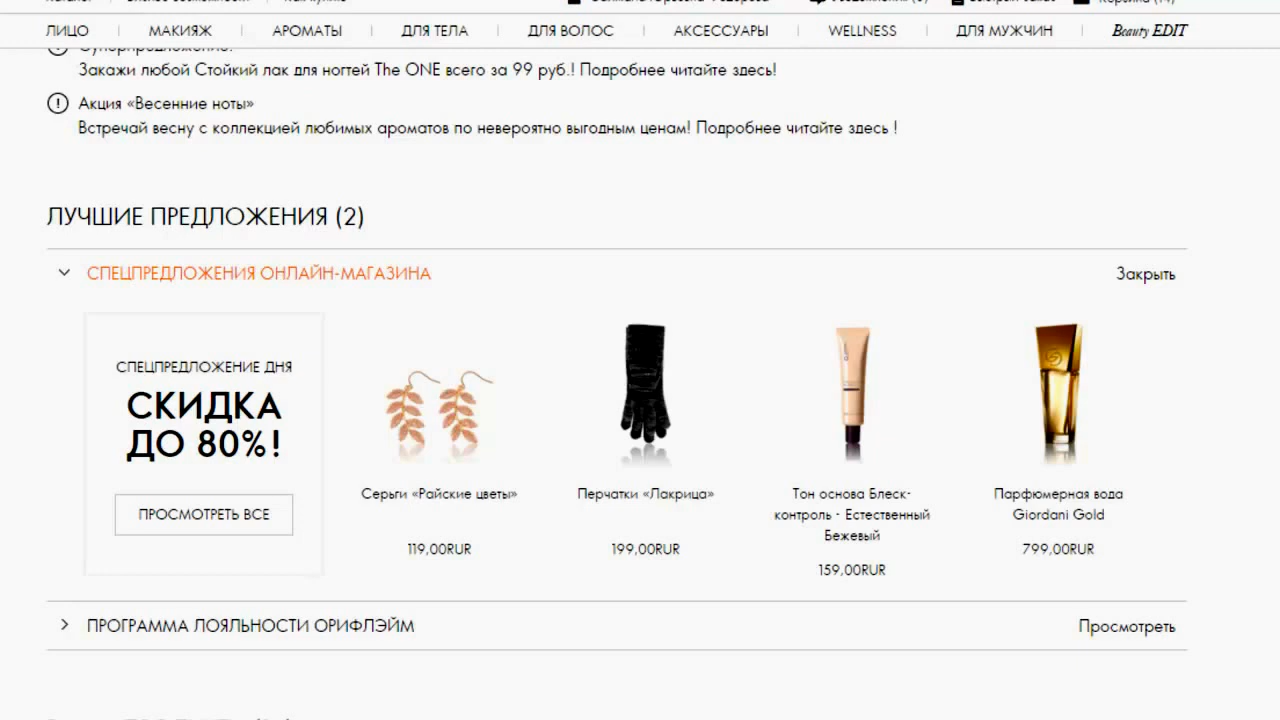 ЛИЦО МАКИЯЖ АРОМАТЫ ДЛЯ ТЕЛА ДЛЯ ВОЛОС АКСЕССУАРЫ WELLNESS ДЛЯ МУЖЧИН Beauty EDIT
Суперпредложение!
Закажи любой Стойкий лак для ногтей The ONE всего за 99 руб.! Подробнее читайте здесь!
Акция «Весенние ноты»
Встречай весну с коллекцией любимых ароматов по невероятно выгодным ценам! Подробнее читайте здесь !
ЛУЧШИЕ ПРЕДЛОЖЕНИЯ (2)
СПЕЦПРЕДЛОЖЕНИЯ ОНЛАЙН-МАГАЗИНА Закрыть
СПЕЦПРЕДЛОЖЕНИЕ ДНЯ
СКИДКА
ДО 80%!
ПРОСМОТРЕТЬ ВСЕ
Серьги «Райские цветы»
119,00RUR
Перчатки «Лакрица»
199,00RUR
Тон основа Блеск-
контроль - Естественный
Бежевый
159,00RUR
Парфюмерная вода
Giordani Gold
799,00RUR
ПРОГРАММА ЛОЯЛЬНОСТИ ОРИФЛЭЙМ Просмотреть